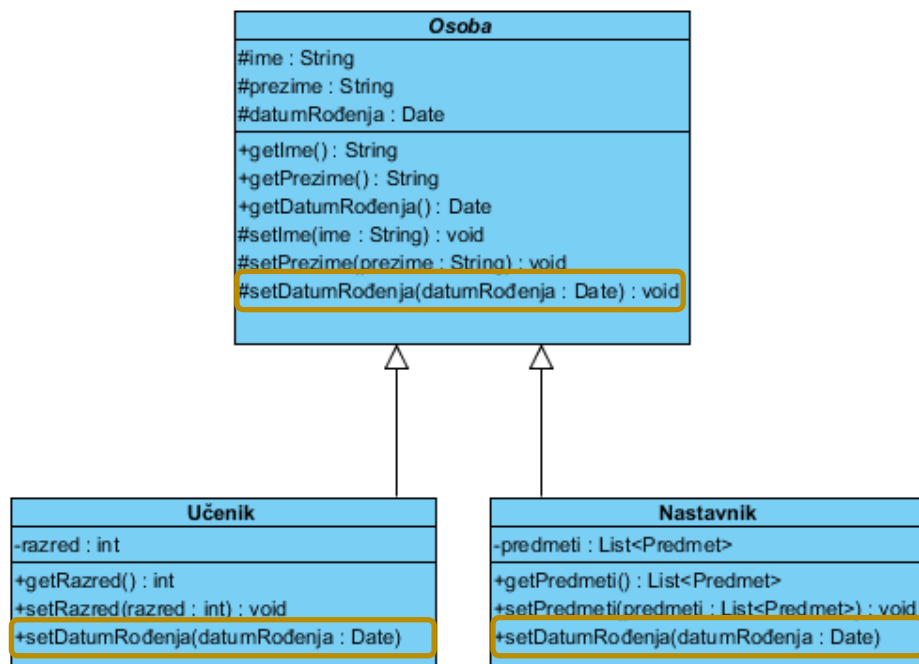 Osoba
#ime : String
#prezime : String
#datumRođenja : Date
+getIme() : String
+getPrezime() : String
+getDatumRođenja() : Date
#setIme(ime : String) : void
#setPrezime(prezime : String) : void
#setDatumRođenja(datumRođenja : Date) : void
Učenik
-razred : int
+getRazred() : int
+setRazred(razred : int) : void
+setDatumRođenja(datumRođenja : Date)
Nastavnik
-predmeti : List<Predmet>
+getPredmeti() : List<Predmet>
+setPredmeti(predmeti : List<Predmet>) : void
+setDatumRođenja(datumRođenja : Date)